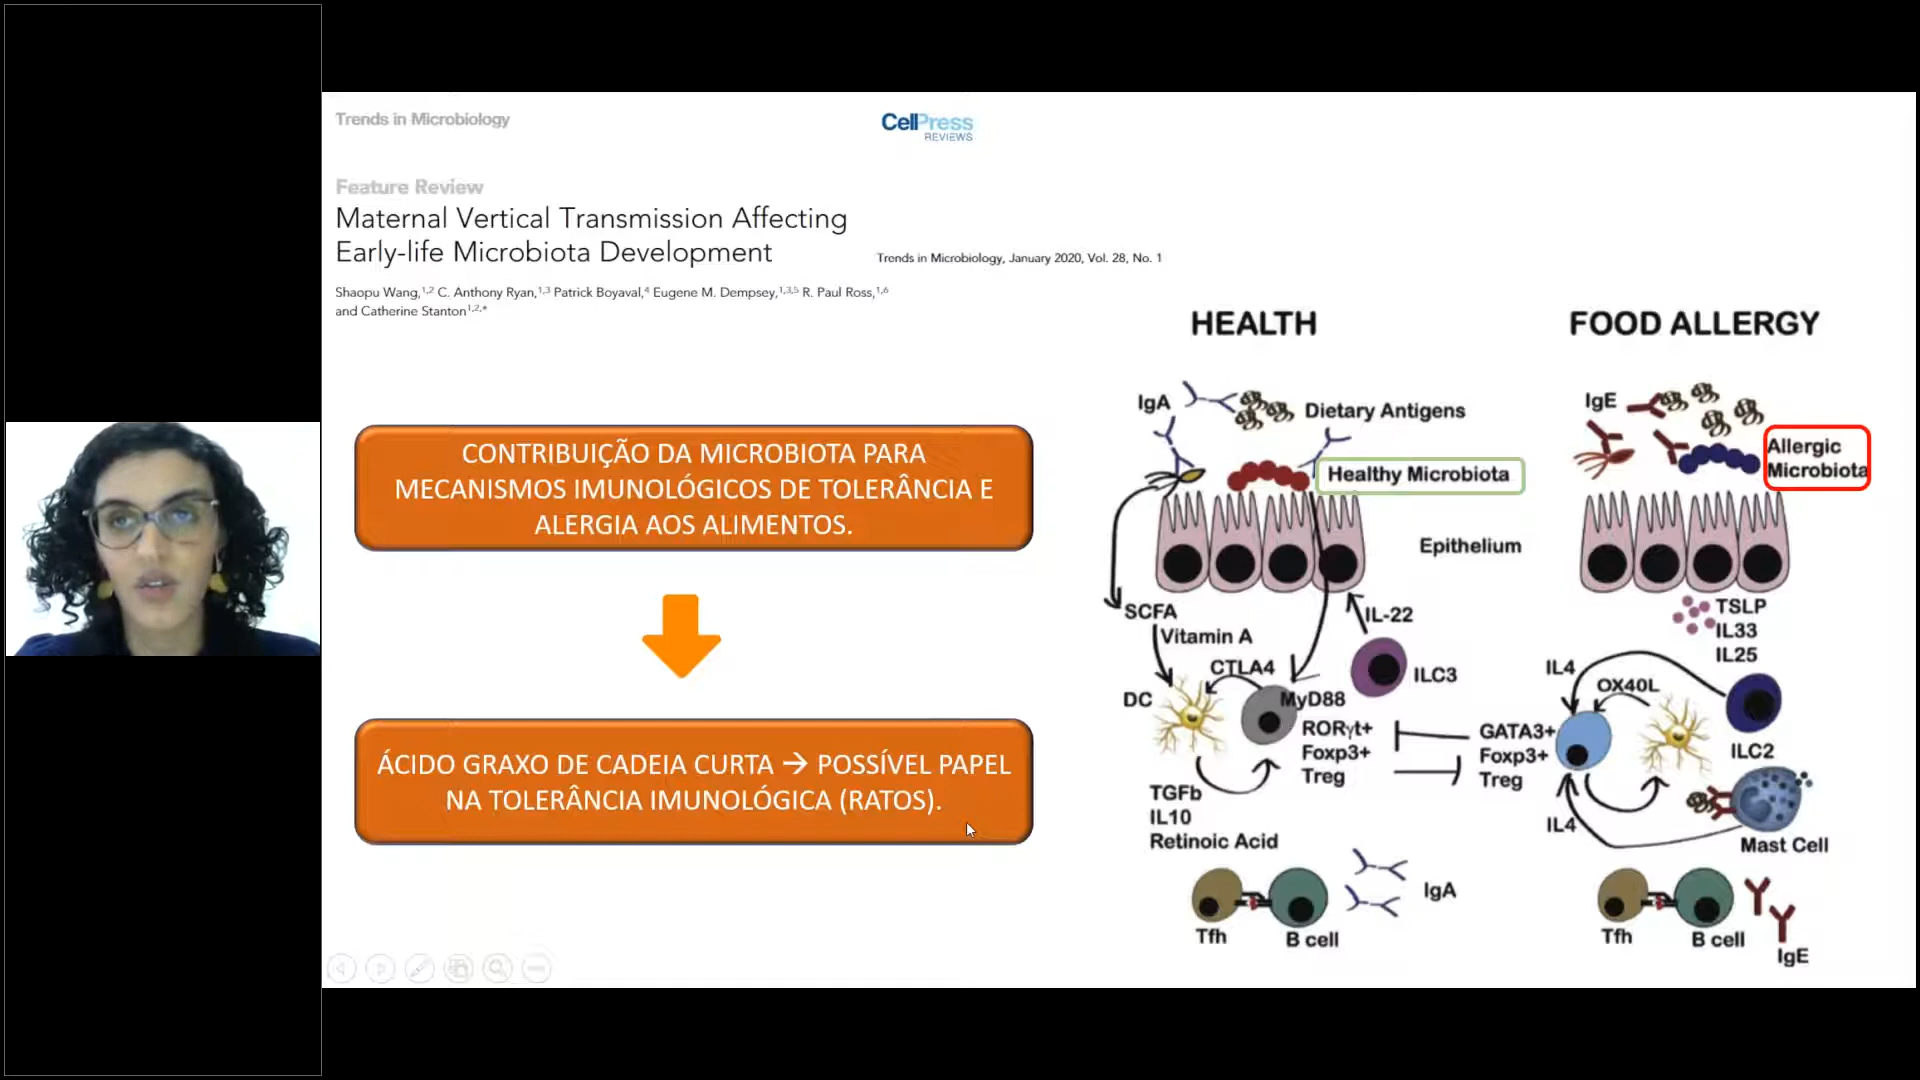 Trends in Microbiology
CellPress
REVIEWS
Feature Review
Maternal Vertical Transmission Affecting
Early-life Microbiota Development
Trends in Microbiology, January 2020, Vol. 28, No. 1
Shaopu Wang,1,2 C. Anthony Ryan,1,3 Patrick Boyaval,4 Eugene M. Dempsey,1,3,5 R. Paul Ross,1,6
and Catherine Stanton1,2,*
CONTRIBUIÇÃO DA MICROBIOTA PARA
MECANISMOS IMUNOLÓGICOS DE TOLERÂNCIA E
ALERGIA AOS ALIMENTOS.
ÁCIDO GRAXO DE CADEIA CURTA → POSSÍVEL PAPEL
NA TOLERÂNCIA IMUNOLÓGICA (RATOS).
HEALTH
IgA
Dietary Antigens
Healthy Microbiota
Epithelium
SCFA
Vitamin A
IL-22
CTLA4
ILC3
DC
MyD88
RORγt+
Foxp3+
Treg
TGFb
IL10
Retinoic Acid
IgA
Tfh
B cell
FOOD ALLERGY
IgE
Allergic
Microbiota
TSLP
IL33
IL25
IL4
OX40L
GATA3+
Foxp3+
Treg
ILC2
IL4
Mast Cell
Tfh
B cell
IgE